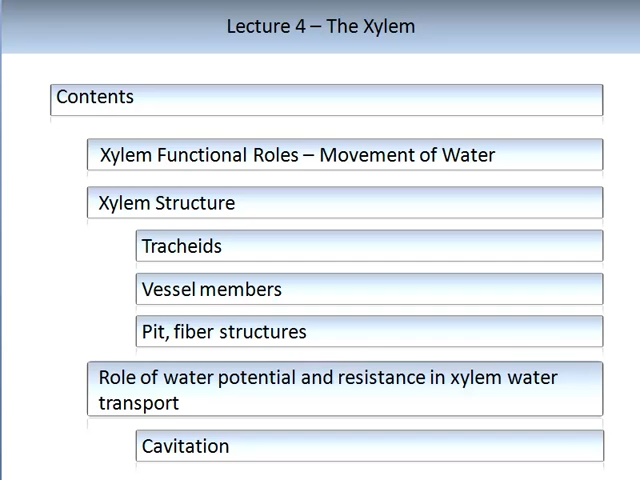 Lecture 4 – The Xylem
Contents
Xylem Functional Roles – Movement of Water
Xylem Structure
Tracheids
Vessel members
Pit, fiber structures
Role of water potential and resistance in xylem water
transport
Cavitation